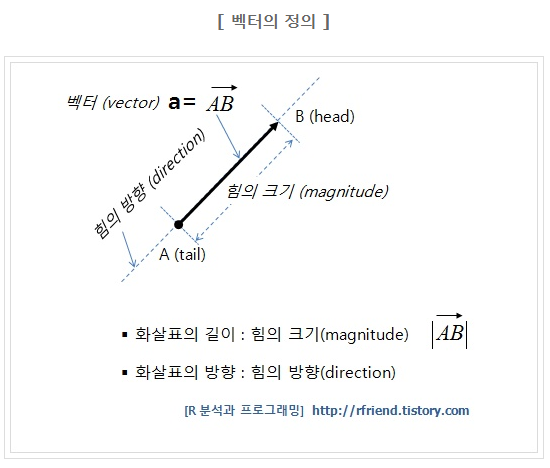 [ 벡터의 정의 ]
벡터 (vector) a = AB
B (head)
힘의 방향 (direction)
힘의 크기 (magnitude)
A (tail)
▪ 화살표의 길이 : 힘의 크기(magnitude) |AB|
▪ 화살표의 방향 : 힘의 방향(direction)
[R 분석과 프로그래밍] http://rfriend.tistory.com